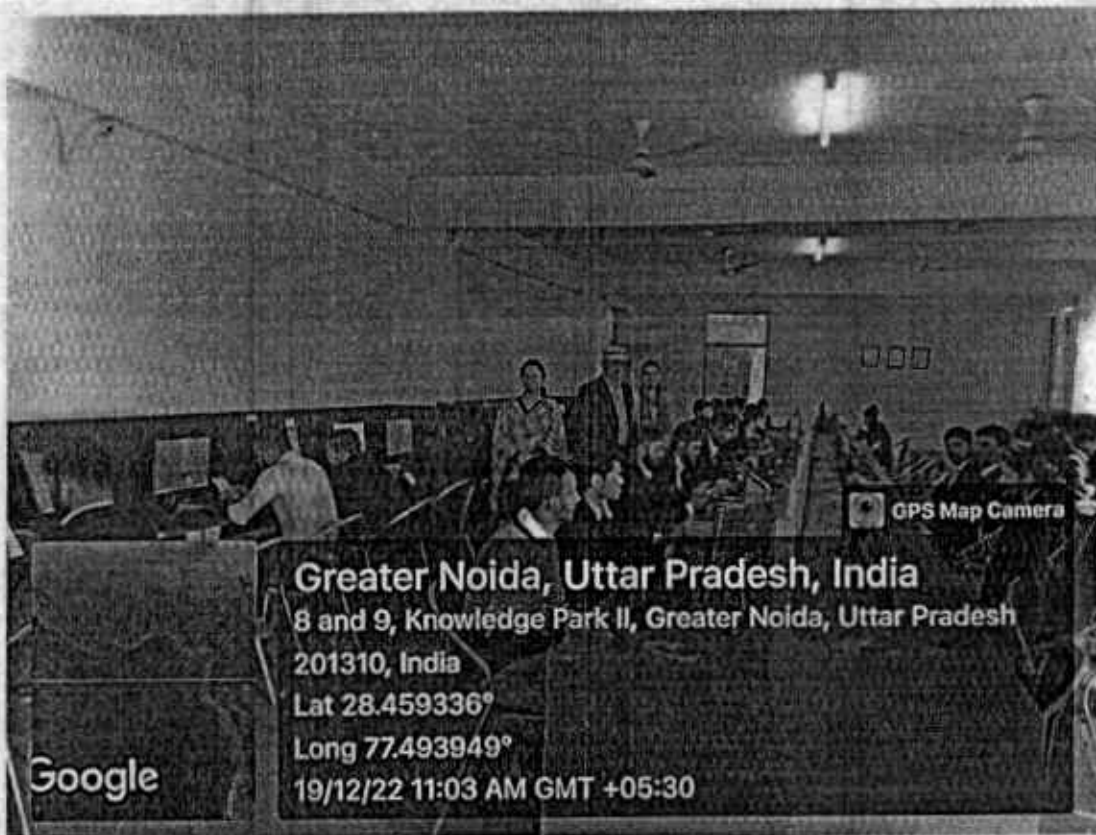 GPS Map Camera
Greater Noida, Uttar Pradesh, India
8 and 9, Knowledge Park II, Greater Noida, Uttar Pradesh
201310, India
Lat 28.459336°
Long 77.493949°
19/12/22 11:03 AM GMT +05:30
Google